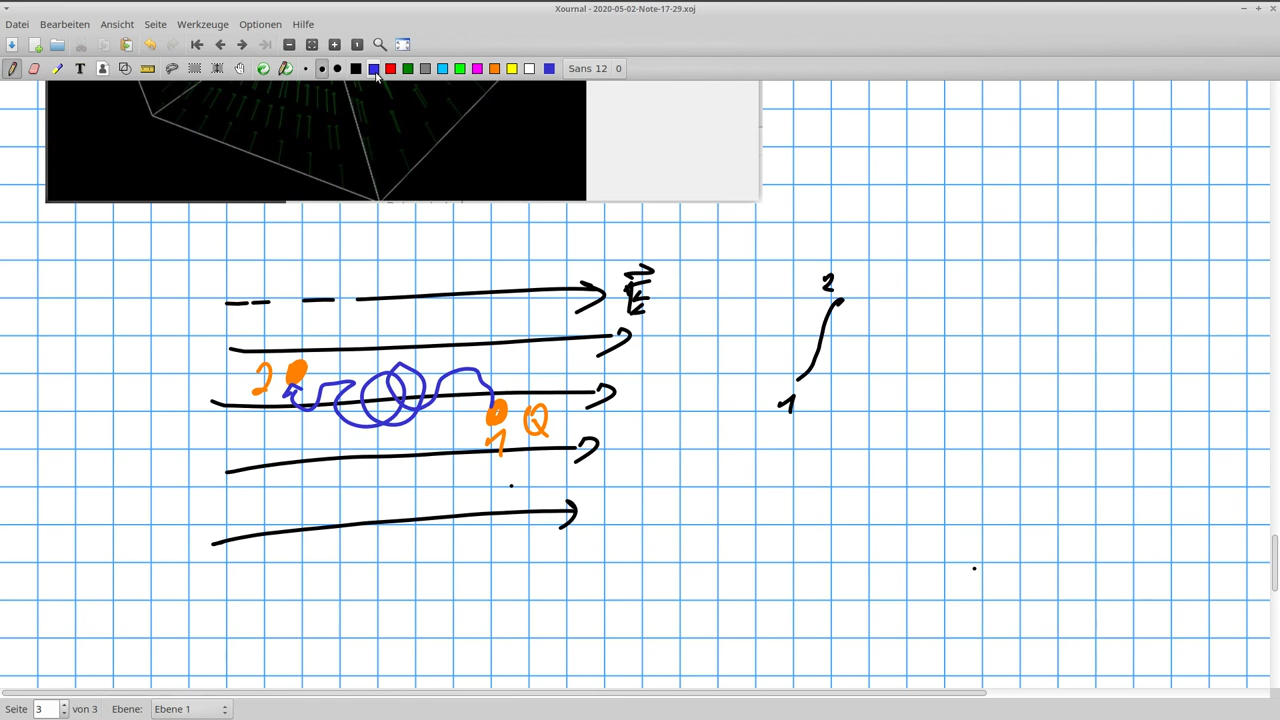 Xournal - 2020-05-02-Note-17-29.xoj
Datei Bearbeiten Ansicht Seite Werkzeuge Optionen Hilfe
Sans 12 0
E
2
2
1 Q
1
Seite 3 von 3 Ebene: Ebene 1